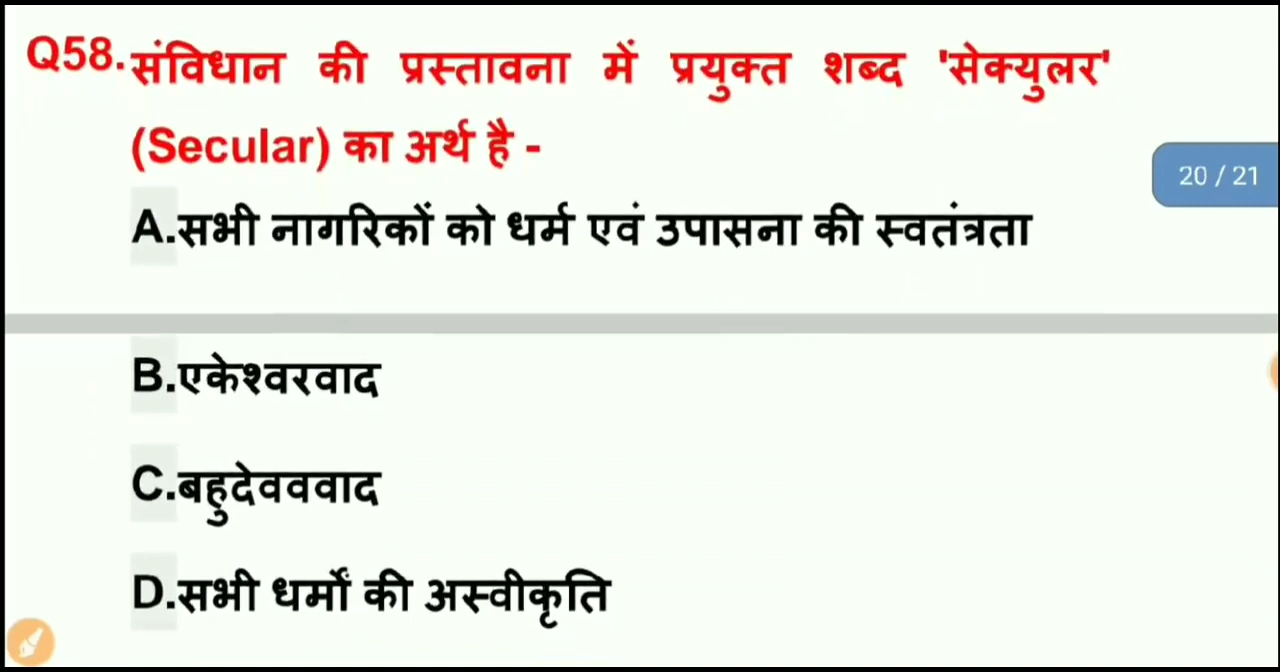 Q58. संविधान की प्रस्तावना में प्रयुक्त शब्द 'सेक्युलर'
(Secular) का अर्थ है -
20 / 21
A.सभी नागरिकों को धर्म एवं उपासना की स्वतंत्रता
B.एकेश्वरवाद
C.बहुदेवववाद
D.सभी धर्मों की अस्वीकृति